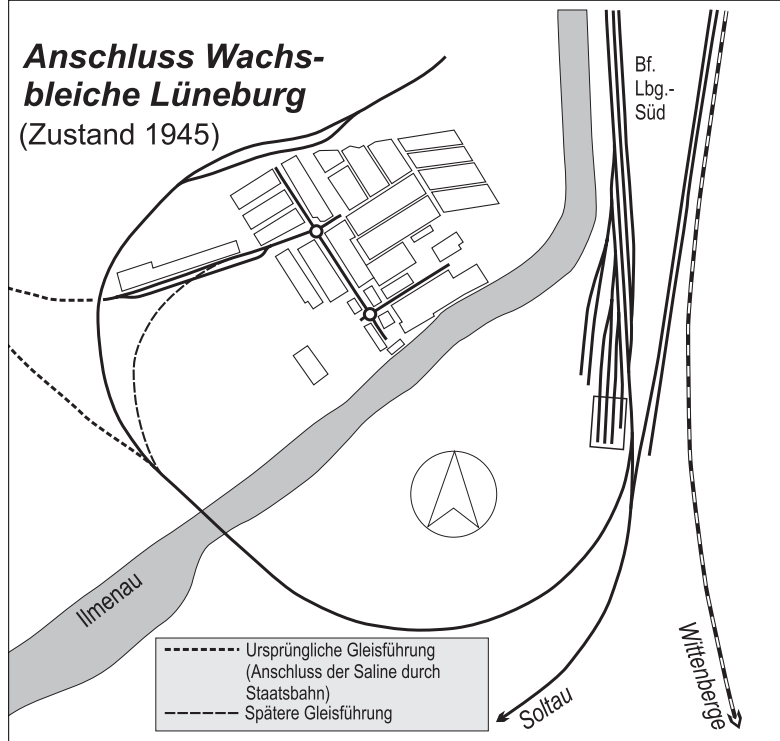 Anschluss Wachs-
bleiche Lüneburg
(Zustand 1945)
Bf.
Lbg.-
Süd
Ilmenau
Ursprüngliche Gleisführung
(Anschluss der Saline durch
Staatsbahn)
Spätere Gleisführung
Soltau
Wittenberge